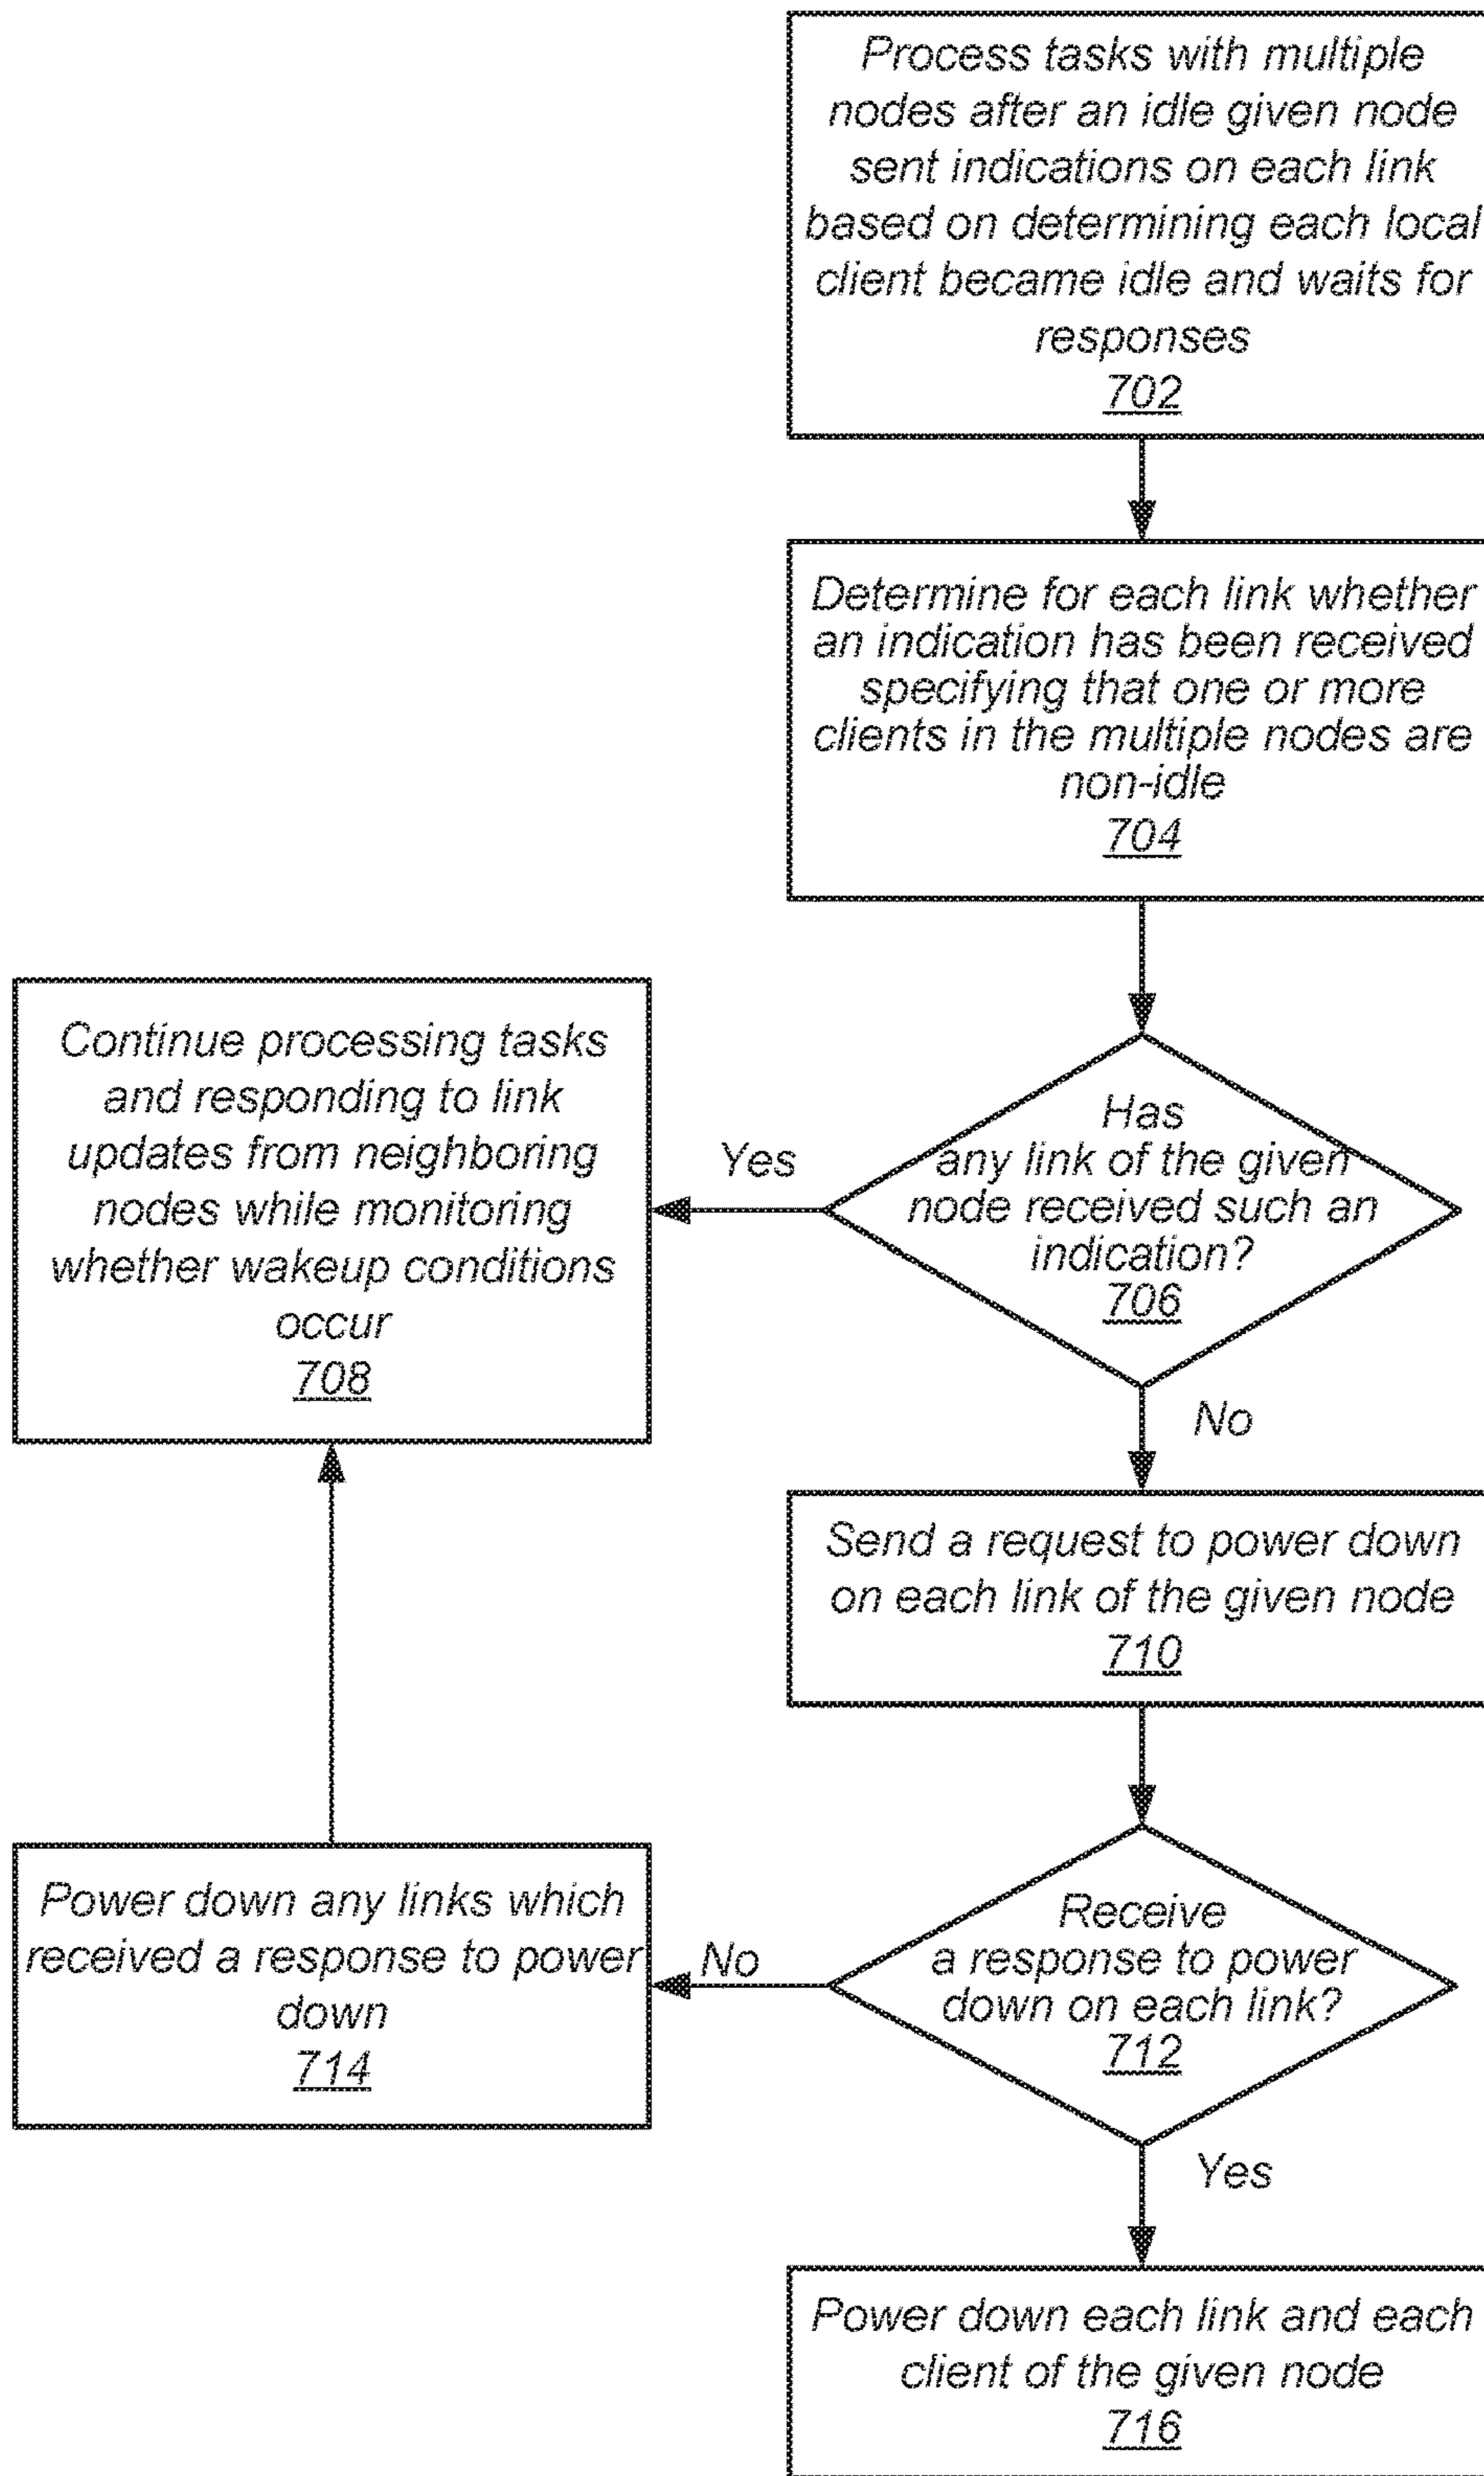 Process tasks with multiple
nodes after an idle given node
sent indications on each link
based on determining each local
client became idle and waits for
responses
702
Determine for each link whether
an indication has been received
specifying that one or more
clients in the multiple nodes are
non-idle
704
Has
any link of the given
node received such an
indication?
706
Yes
Continue processing tasks
and responding to link
updates from neighboring
nodes while monitoring
whether wakeup conditions
occur
708
No
Send a request to power down
on each link of the given node
710
Receive
a response to power
down on each link?
712
No
Power down any links which
received a response to power
down
714
Yes
Power down each link and each
client of the given node
716